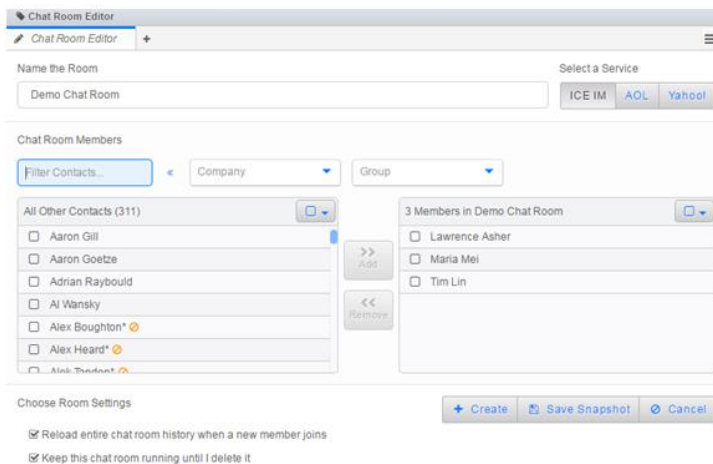 Chat Room Editor
Chat Room Editor +
Name the Room
Select a Service
Demo Chat Room
ICE IM AOL Yahoo!
Chat Room Members
Filter Contacts... « Company Group
All Other Contacts (311)
3 Members in Demo Chat Room
Aaron Gill
Aaron Goetze
Adrian Raybould
Al Wansky
Alex Boughton*
Alex Heard*
Alok Tandon*
>>
Add
<<
Remove
Lawrence Asher
Maria Mei
Tim Lin
Choose Room Settings
+ Create Save Snapshot Cancel
Reload entire chat room history when a new member joins
Keep this chat room running until I delete it